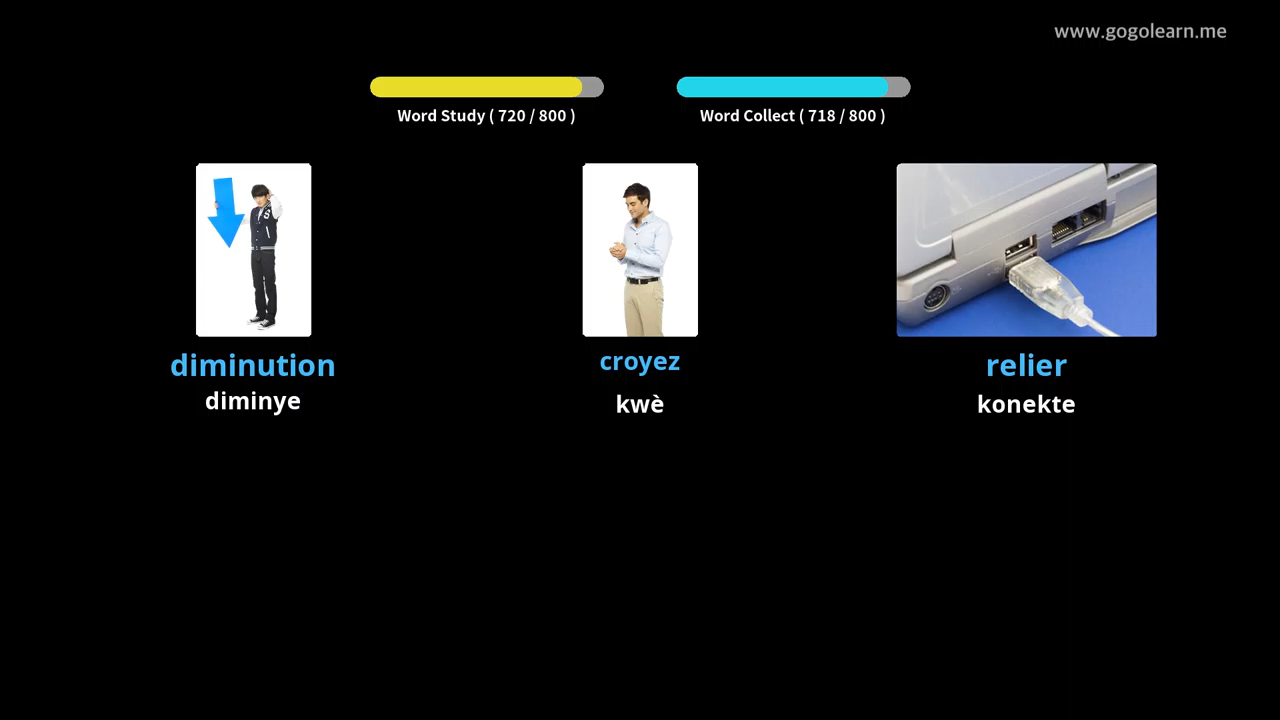 www.gogolearn.me
Word Study ( 720 / 800 )
Word Collect ( 718 / 800 )
diminution
diminye
croyez
kwè
relier
konekte